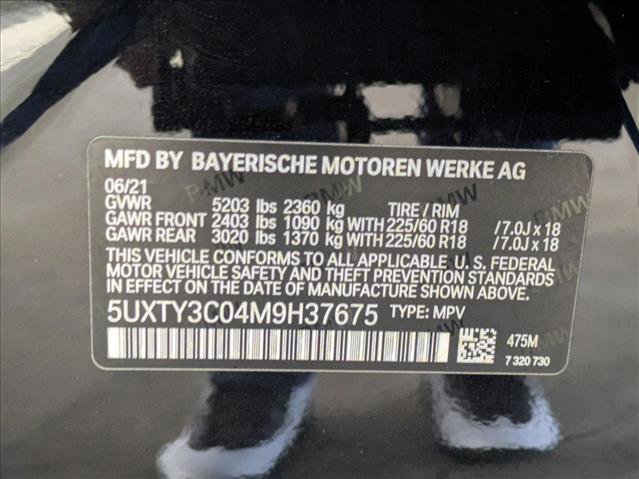 MFD BY BAYERISCHE MOTOREN WERKE AG
06/21
GVWR 5203 lbs 2360 kg TIRE / RIM
GAWR FRONT 2403 lbs 1090 kg WITH 225/60 R18 /7.0J x 18
GAWR REAR 3020 lbs 1370 kg WITH 225/60 R18 /7.0J x 18
THIS VEHICLE CONFORMS TO ALL APPLICABLE U. S. FEDERAL
MOTOR VEHICLE SAFETY AND THEFT PREVENTION STANDARDS
IN EFFECT ON THE DATE OF MANUFACTURE SHOWN ABOVE.
5UXTY3C04M9H37675 TYPE: MPV
475M
7 320 730